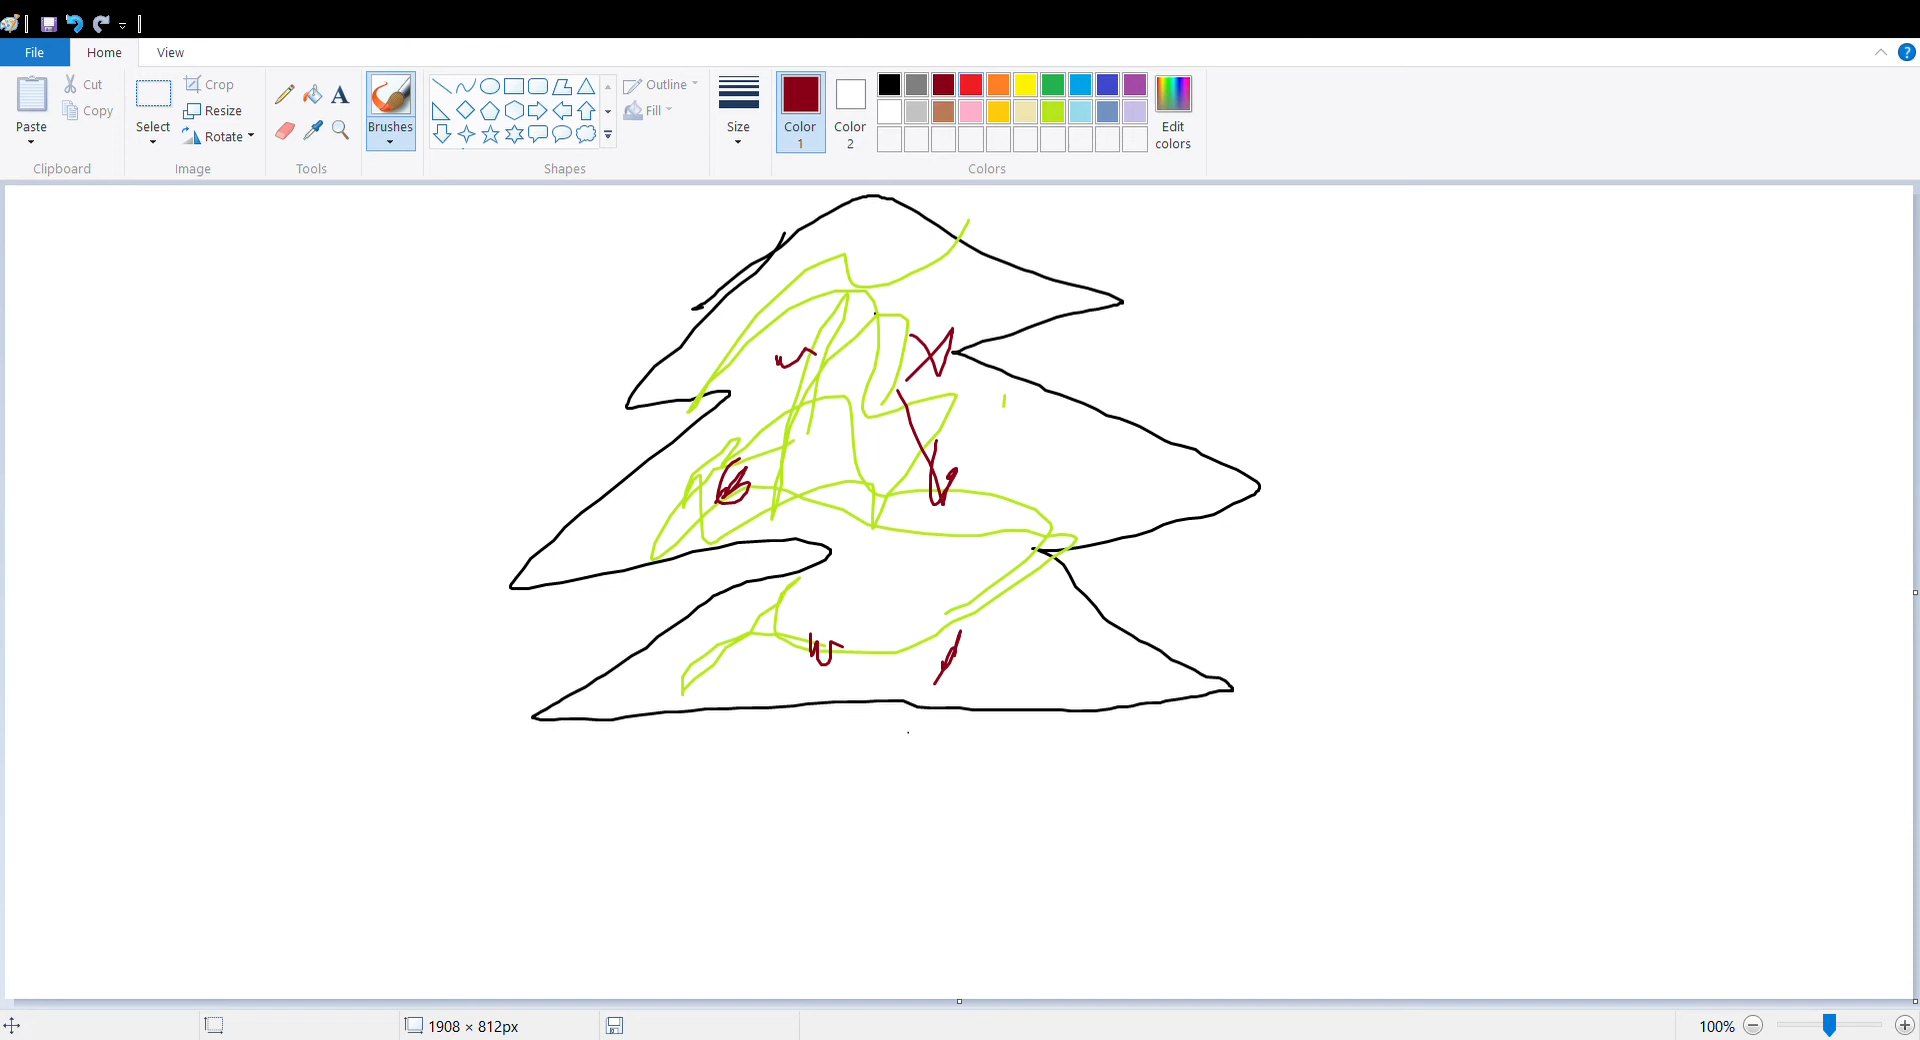 File Home View
Paste Cut Copy Select Crop Resize Rotate Brushes Outline Fill Size Color 1 Color 2 Edit colors
Clipboard Image Tools Shapes Colors
1908 × 812px 100%